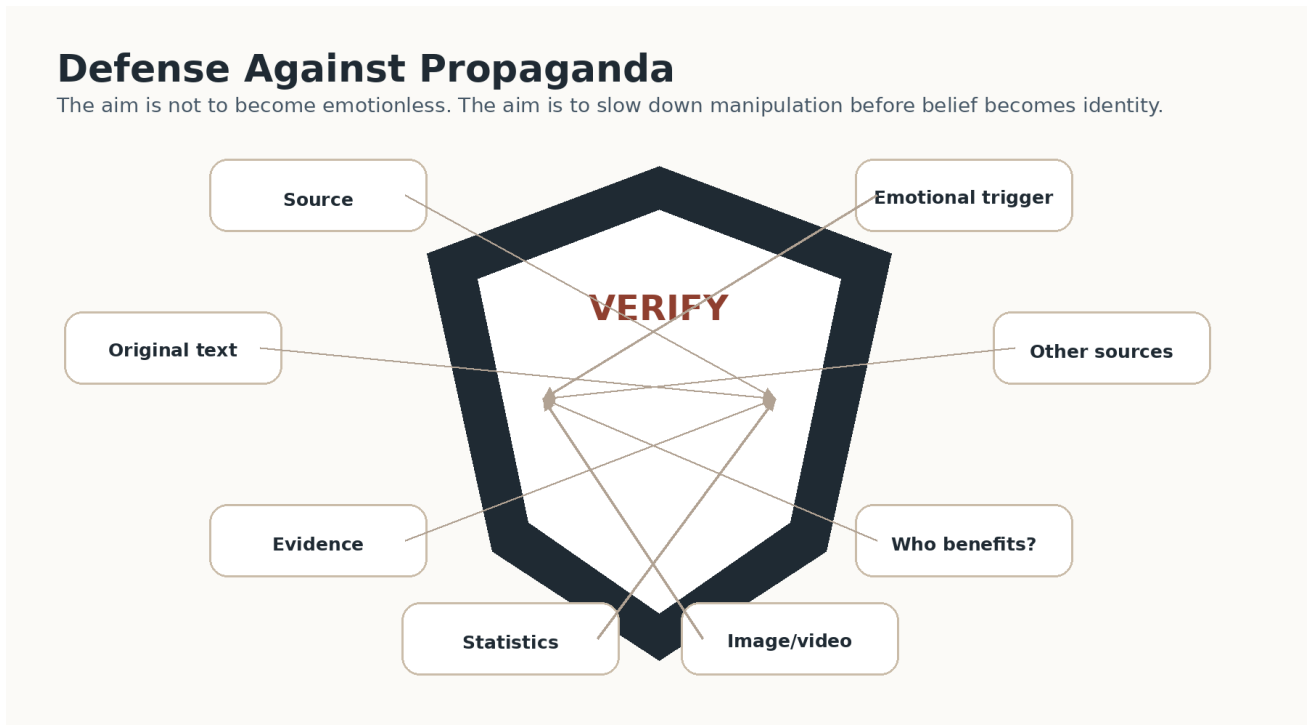 Defense Against Propaganda
The aim is not to become emotionless. The aim is to slow down manipulation before belief becomes identity.
Source
Emotional trigger
VERIFY
Original text
Other sources
Evidence
Who benefits?
Statistics
Image/video